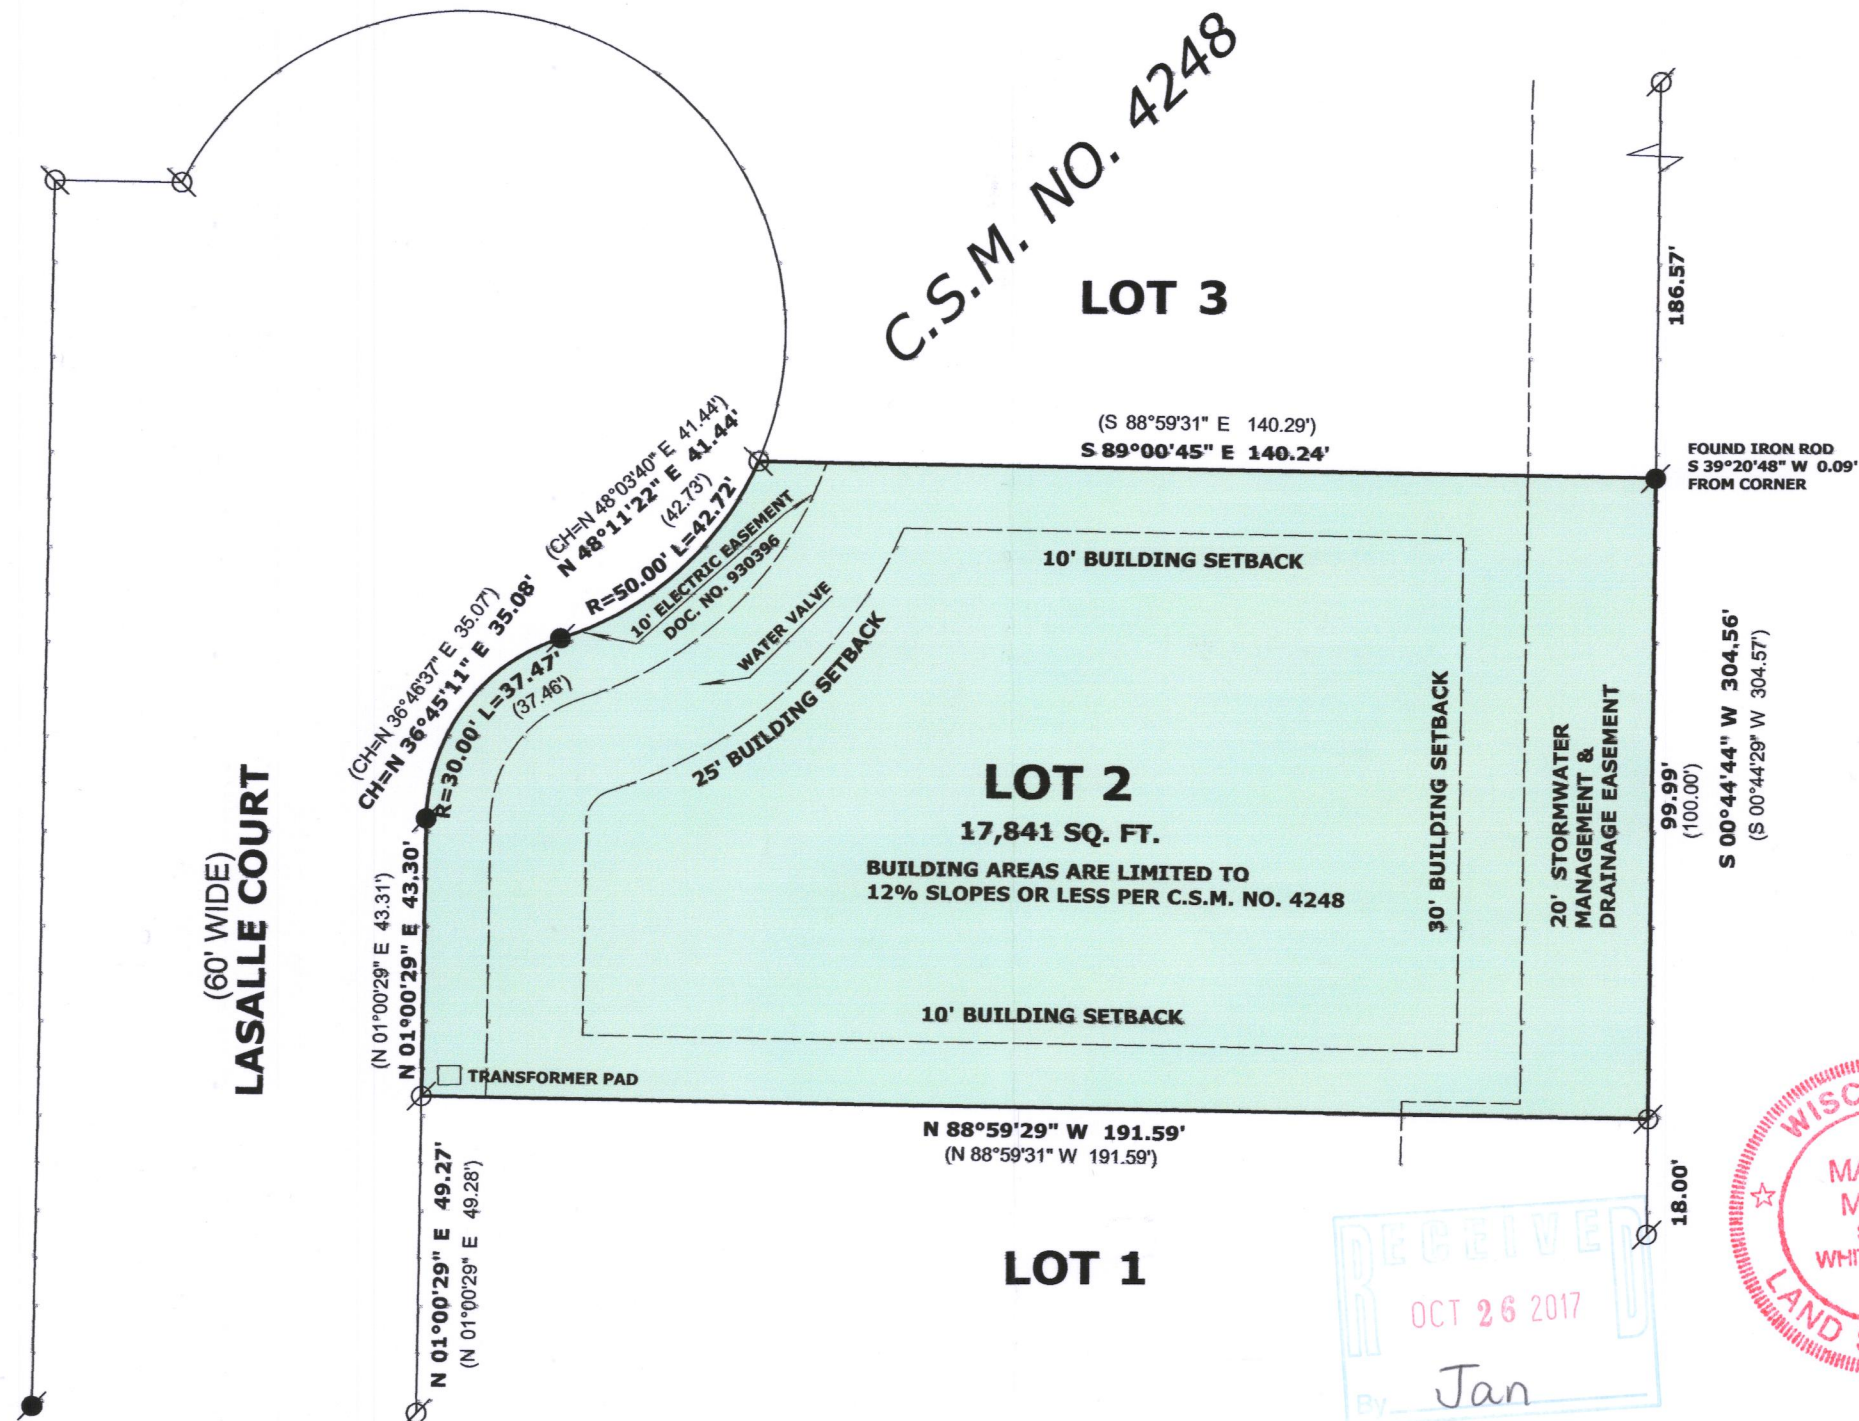 C.S.M. NO. 4248
LOT 3
186.57'
(S 88°59'31" E 140.29')
S 89°00'45" E 140.24'
FOUND IRON ROD
S 39°20'48" W 0.09'
FROM CORNER
(CH=N 48°03'40" E 41.44')
N 48°11'22" E 41.44'
(42.73')
R=50.00' L=42.72'
10' ELECTRIC EASEMENT
DOC. NO. 930396
WATER VALVE
25' BUILDING SETBACK
10' BUILDING SETBACK
(CH=N 36°46'37" E 35.07')
CH=N 36°45'11" E 35.08'
R=30.00' L=37.47'
(37.46')
LOT 2
17,841 SQ. FT.
BUILDING AREAS ARE LIMITED TO
12% SLOPES OR LESS PER C.S.M. NO. 4248
30' BUILDING SETBACK
20' STORMWATER
MANAGEMENT &
DRAINAGE EASEMENT
99.99'
(100.00')
S 00°44'44" W 304.56'
(S 00°44'29" W 304.57')
(60' WIDE)
LASALLE COURT
(N 01°00'29" E 43.31')
N 01°00'29" E 43.30'
10' BUILDING SETBACK
TRANSFORMER PAD
N 88°59'29" W 191.59'
(N 88°59'31" W 191.59')
N 01°00'29" E 49.27'
(N 01°00'29" E 49.28')
LOT 1
18.00'
RECEIVED
OCT 26 2017
By Jan
WISC
LAND
WHI